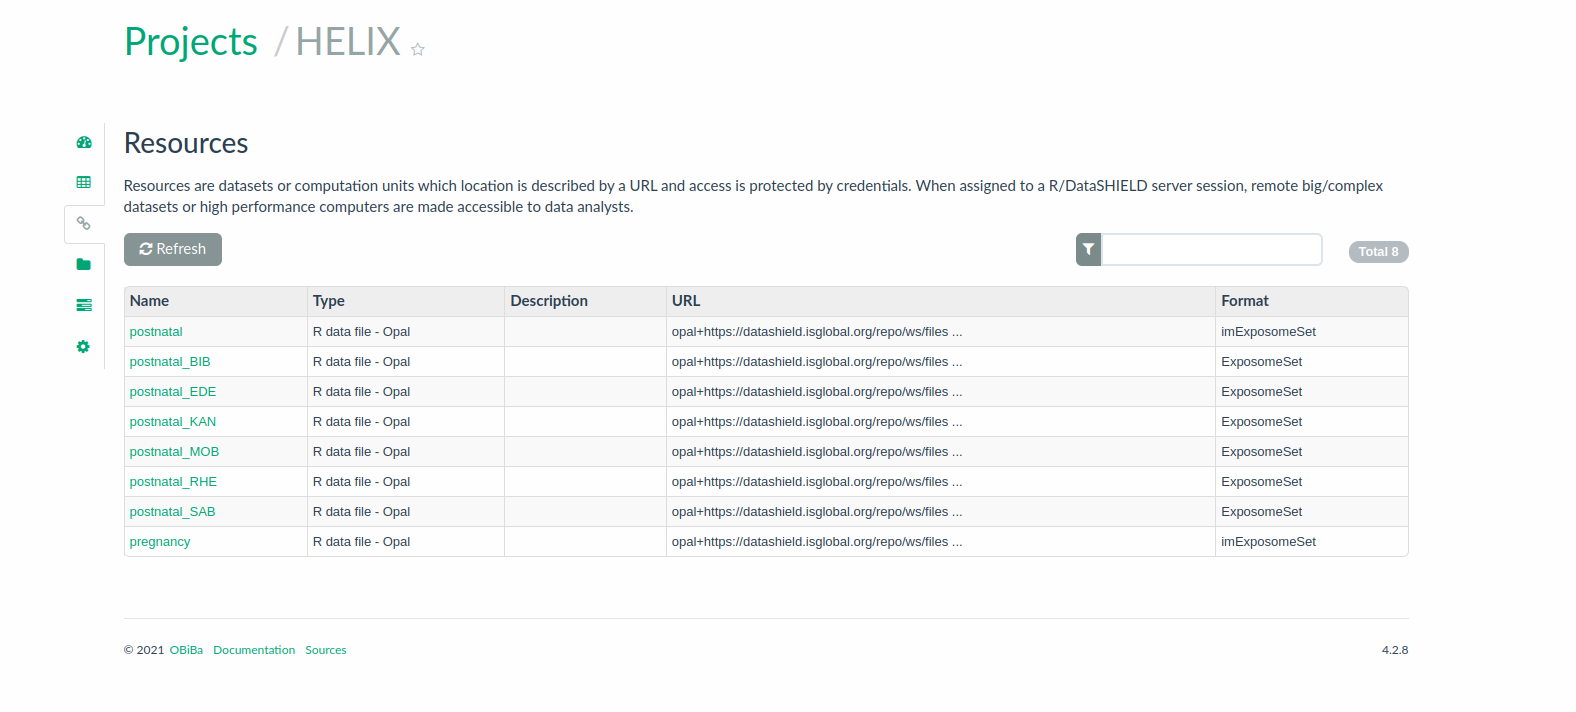 Projects / HELIX
Resources
Resources are datasets or computation units which location is described by a URL and access is protected by credentials. When assigned to a R/DataSHIELD server session, remote big/complex
datasets or high performance computers are made accessible to data analysts.
Refresh Total 8
Name Type Description URL Format
postnatal R data file - Opal opal+https://datashield.isglobal.org/repo/ws/files ... imExposomeSet
postnatal_BIB R data file - Opal opal+https://datashield.isglobal.org/repo/ws/files ... ExposomeSet
postnatal_EDE R data file - Opal opal+https://datashield.isglobal.org/repo/ws/files ... ExposomeSet
postnatal_KAN R data file - Opal opal+https://datashield.isglobal.org/repo/ws/files ... ExposomeSet
postnatal_MOB R data file - Opal opal+https://datashield.isglobal.org/repo/ws/files ... ExposomeSet
postnatal_RHE R data file - Opal opal+https://datashield.isglobal.org/repo/ws/files ... ExposomeSet
postnatal_SAB R data file - Opal opal+https://datashield.isglobal.org/repo/ws/files ... ExposomeSet
pregnancy R data file - Opal opal+https://datashield.isglobal.org/repo/ws/files ... imExposomeSet
© 2021 OBiBa Documentation Sources 4.2.8